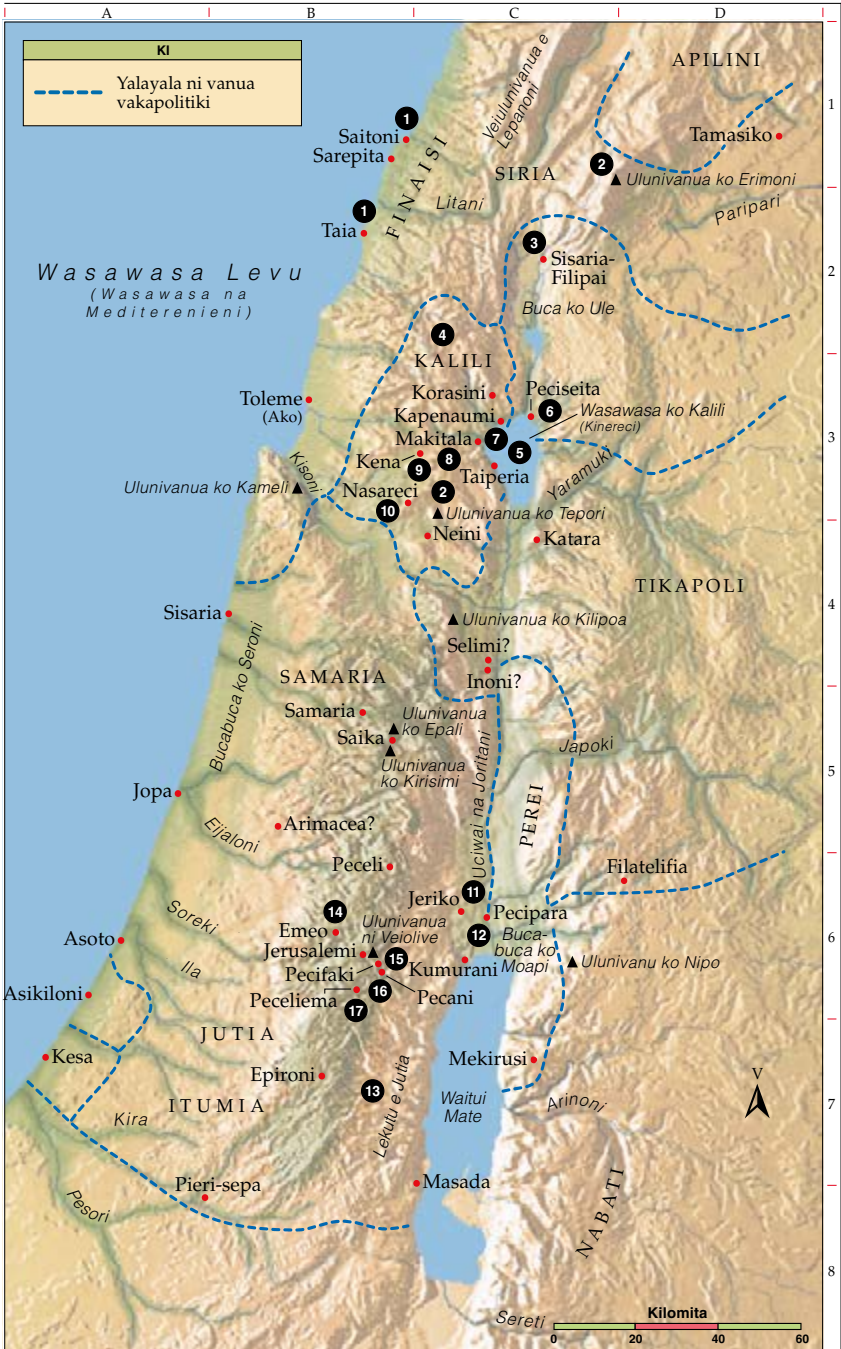 A
B
C
D
KI
Yalayala ni vanua
vakapolitiki
APILINI
1
Veiulunivanua e
Lepanoni
1
Saitoni
Sarepita
Tamasiko
FINAISI
SIRIA
2
Ulunivanua ko Erimoni
Litani
Paripari
1
Taia
3
Sisaria-
Filipai
2
Wasawasa Levu
(Wasawasa na
Mediterenieni)
Buca ko Ule
4
KALILI
Korasini
Peciseita
Toleme
(Ako)
Kapenaumi
6
Wasawasa ko Kalili
(Kinereci)
3
Makitala
7
5
Kena
8
9
Taiperia
Kisoni
Yaramuki
Ulunivanua ko Kameli
Nasareci
2
10
Ulunivanua ko Tepori
Neini
Katara
TIKAPOLI
Sisaria
Ulunivanua ko Kilipoa
4
Selimi?
Inoni?
Bucabuca ko Seroni
SAMARIA
Samaria
Ulunivanua
ko Epali
Saika
Ulunivanua
ko Kirisimi
Uciwai na Joritani
Japoki
5
Jopa
PEREI
Arimacea?
Eijaloni
Peceli
Filatelifia
Soreki
11
Jeriko
Pecipara
14
Emeo
Ulunivanua
ni Veiolive
12
Buca-
buca ko
Moapi
6
Asoto
Jerusalemi
Ila
Pecifaki
15
Kumurani
Ulunivanu ko Nipo
Asikiloni
Peceliema
16
Pecani
17
JUTIA
Kesa
Mekirusi
Epironi
13
Lekutu e Jutia
Waitui
Mate
Arinoni
V
7
ITUMIA
Kira
Pieri-sepa
Masada
Pesori
NABATI
8
Sereti
Kilomita
0
20
40
60